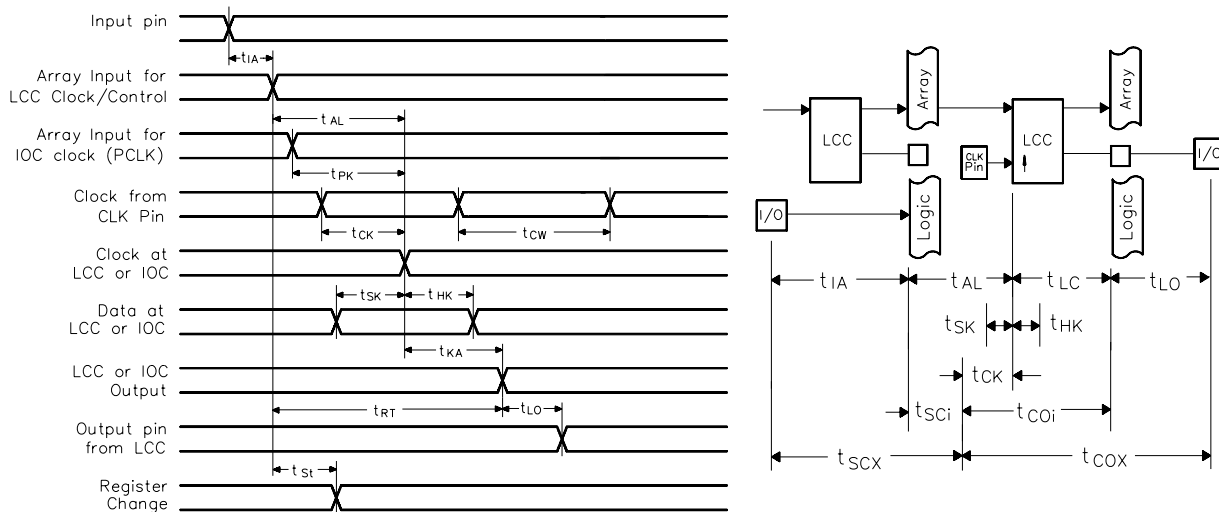 Input pin
tIA
Array Input for
LCC Clock/Control
tAL
Array Input for
IOC clock (PCLK)
tPK
Clock from
CLK Pin
tCK
tCW
Clock at
LCC or IOC
tSK
tHK
Data at
LCC or IOC
tKA
LCC or IOC
Output
tRT
tLO
Output pin
from LCC
tSt
Register
Change
Array
Array
LCC
LCC
CLK
Pin
I/O
I/O
Logic
Logic
tIA
tAL
tLC
tLO
tSK
tHK
tCK
tSCi
tCOi
tSCX
tCOX